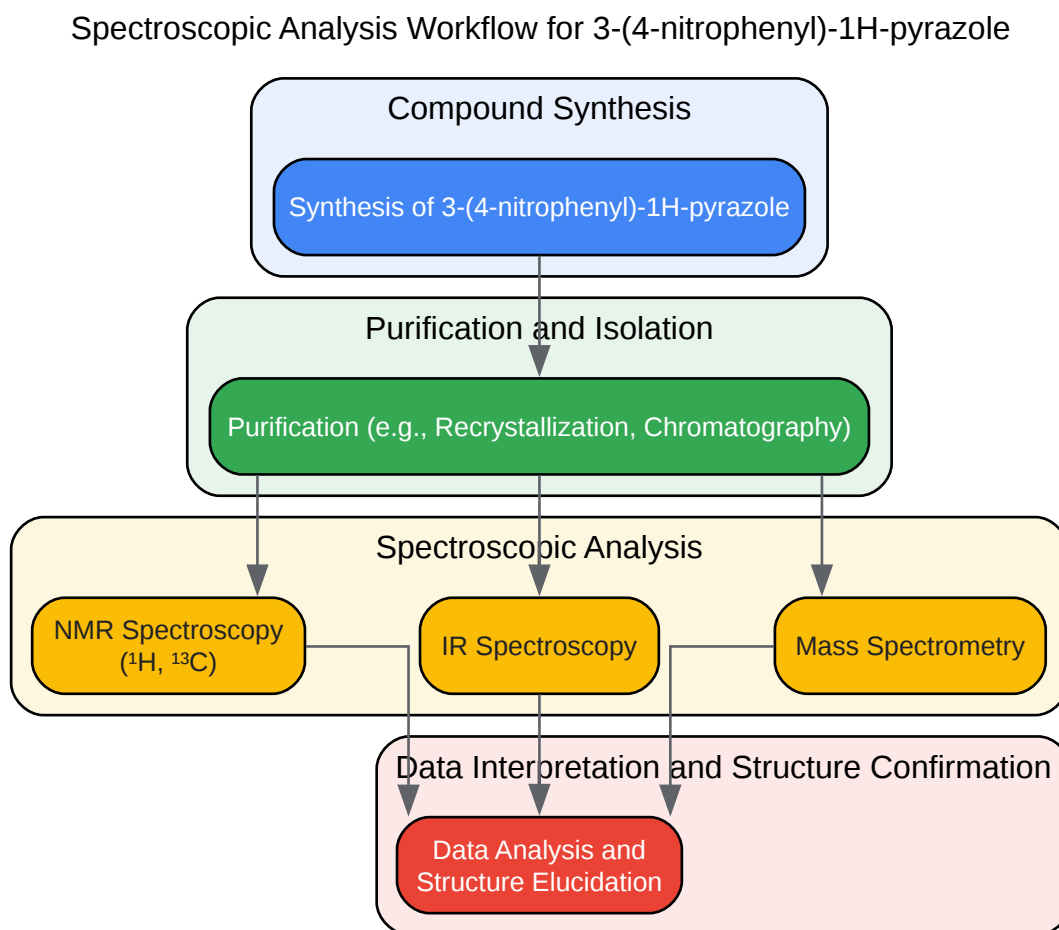 Spectroscopic Analysis Workflow for 3-(4-nitrophenyl)-1H-pyrazole
Compound Synthesis
Synthesis of 3-(4-nitrophenyl)-1H-pyrazole
Purification and Isolation
Purification (e.g., Recrystallization, Chromatography)
Spectroscopic Analysis
NMR Spectroscopy
(¹H, ¹³C)
IR Spectroscopy
Mass Spectrometry
Data Interpretation and Structure Confirmation
Data Analysis and
Structure Elucidation